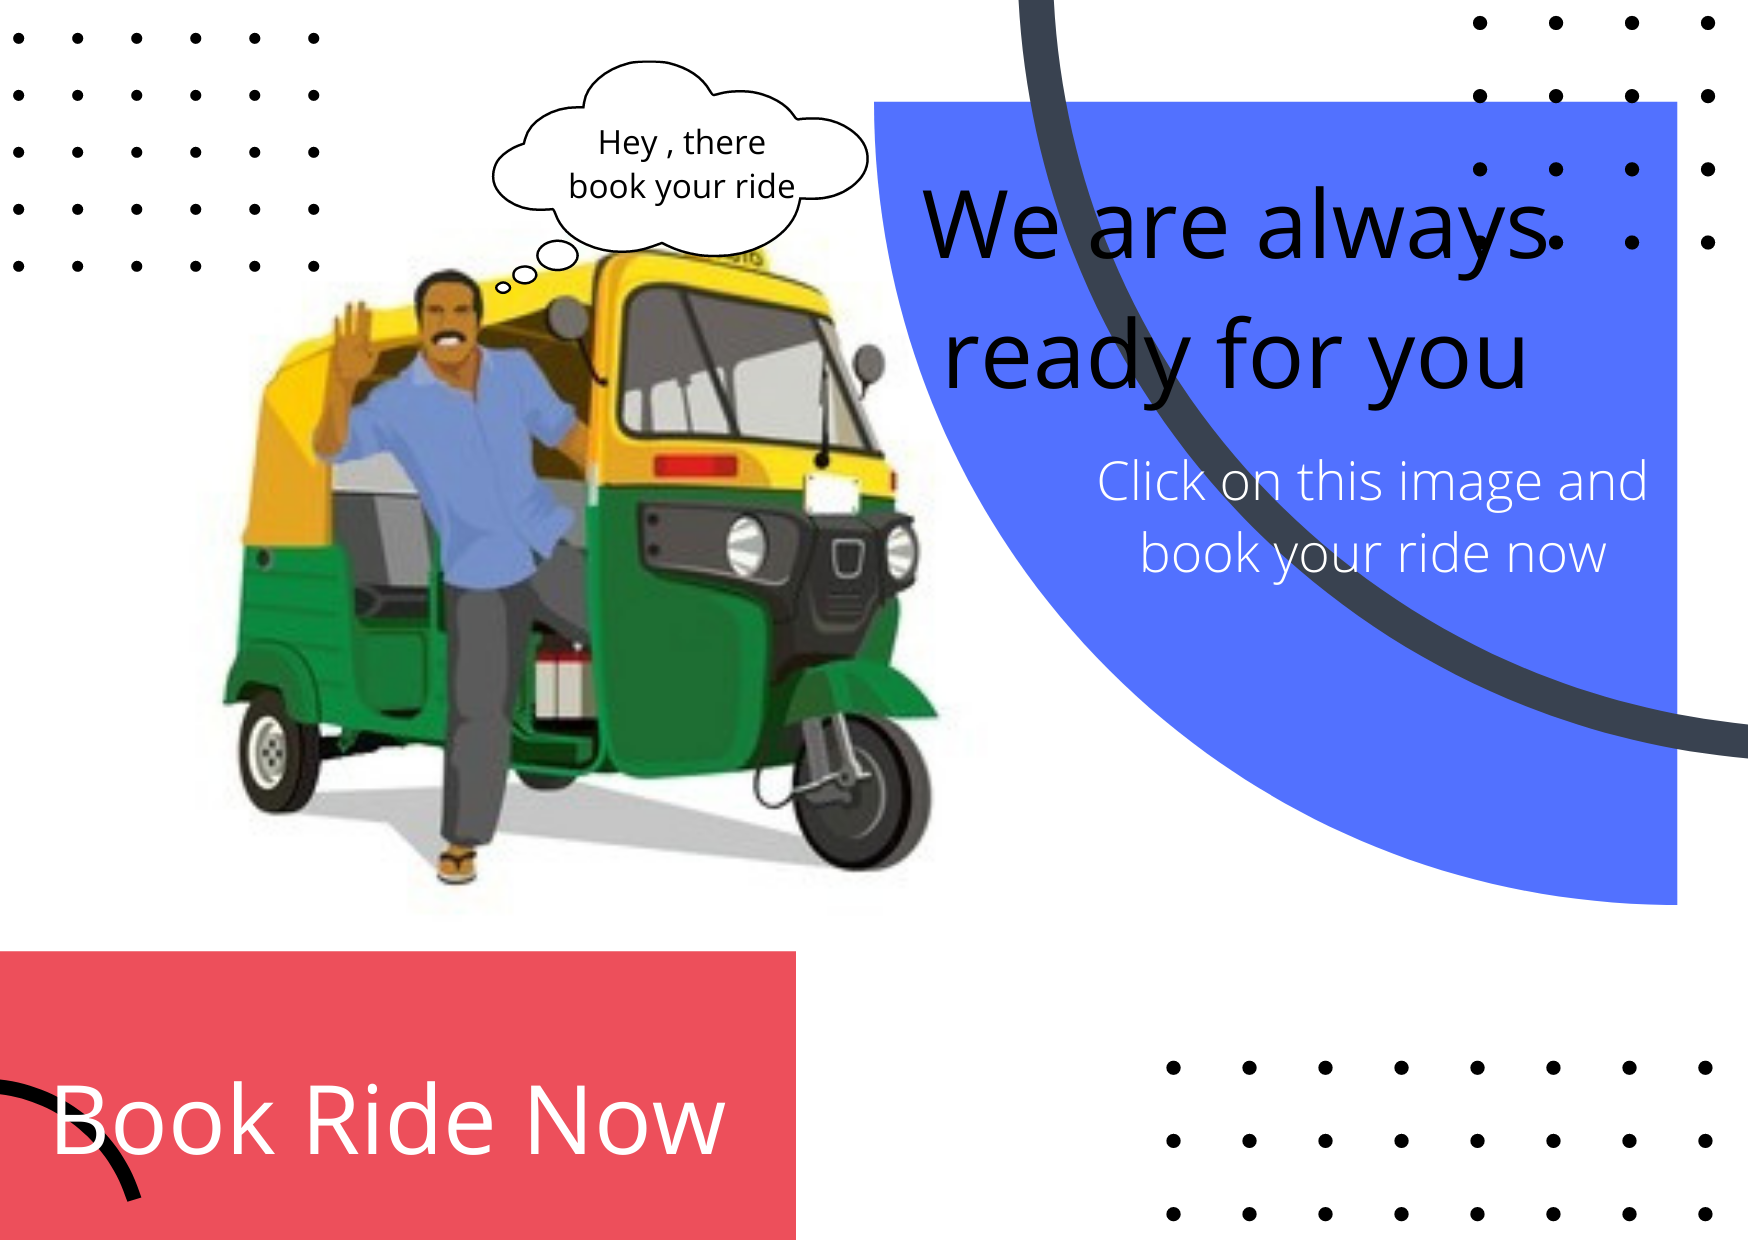 Hey , there
book your ride
We are always
ready for you
Click on this image and
book your ride now
Book Ride Now